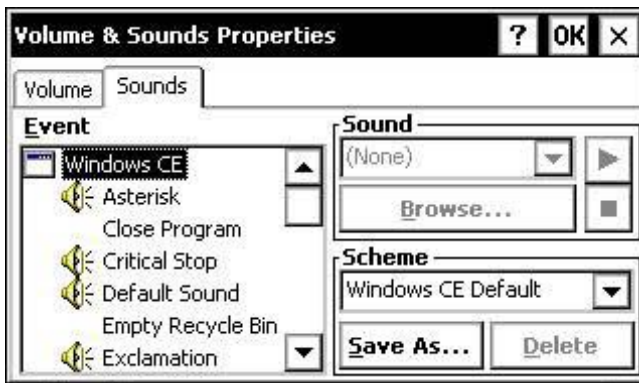 Volume & Sounds Properties ? OK ×
Volume Sounds
Event
Windows CE
Asterisk
Close Program
Critical Stop
Default Sound
Empty Recycle Bin
Exclamation
Sound
(None)
Browse...
Scheme
Windows CE Default
Save As... Delete